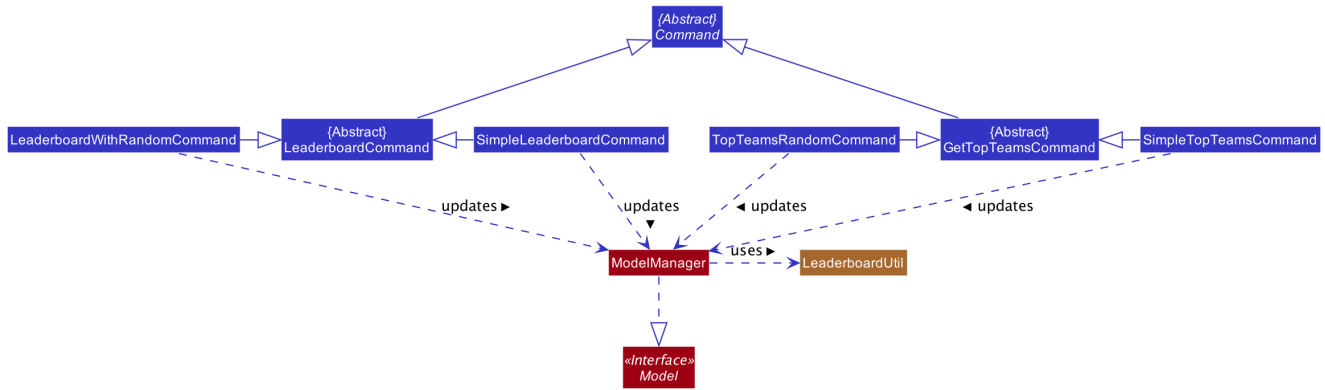 {Abstract}
Command
LeaderboardWithRandomCommand
{Abstract}
LeaderboardCommand
SimpleLeaderboardCommand
TopTeamsRandomCommand
{Abstract}
GetTopTeamsCommand
SimpleTopTeamsCommand
updates ▶
updates
▼
◀ updates
◀ updates
ModelManager
uses ▶
LeaderboardUtil
«Interface»
Model